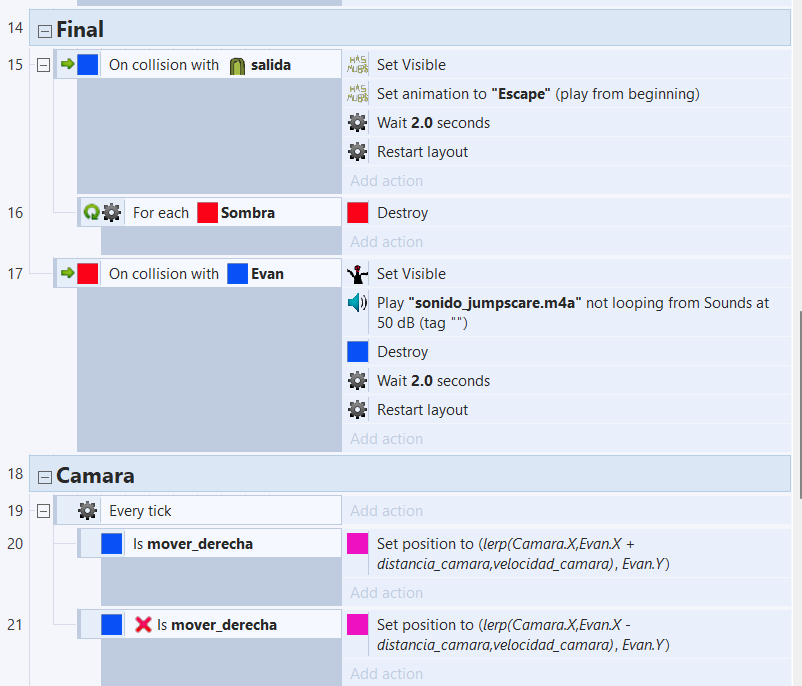 14 Final
15 On collision with salida Set Visible
Set animation to "Escape" (play from beginning)
Wait 2.0 seconds
Restart layout
Add action
16 For each Sombra Destroy
Add action
17 On collision with Evan Set Visible
Play "sonido_jumpscare.m4a" not looping from Sounds at
50 dB (tag "")
Destroy
Wait 2.0 seconds
Restart layout
Add action
18 Camara
19 Every tick Add action
20 Is mover_derecha Set position to (lerp(Camara.X,Evan.X +
distancia_camara,velocidad_camara), Evan.Y)
Add action
21 Is mover_derecha Set position to (lerp(Camara.X,Evan.X -
distancia_camara,velocidad_camara), Evan.Y)
Add action